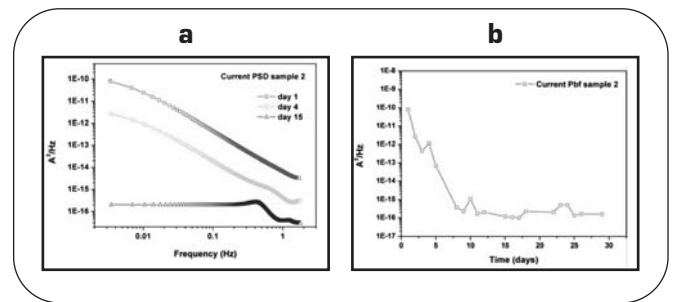 a
Current PSD sample 2
day 1
day 4
day 15
1E-10
1E-11
1E-12
1E-13
1E-14
1E-15
1E-16
A²/Hz
0.01
0.1
1
Frequency (Hz)
b
Current Pbf sample 2
1E-8
1E-9
1E-10
1E-11
1E-12
1E-13
1E-14
1E-15
1E-16
1E-17
A²/Hz
0
5
10
15
20
25
30
Time (days)